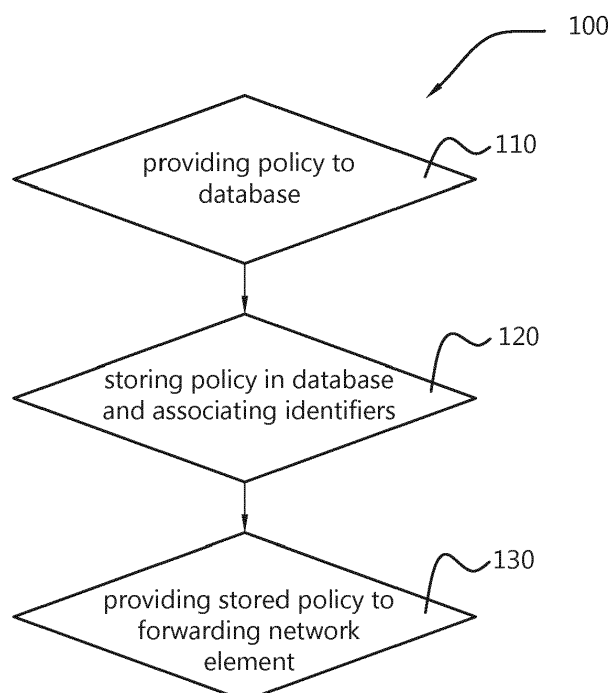 100
110
providing policy to
database
120
storing policy in database
and associating identifiers
130
providing stored policy to
forwarding network
element